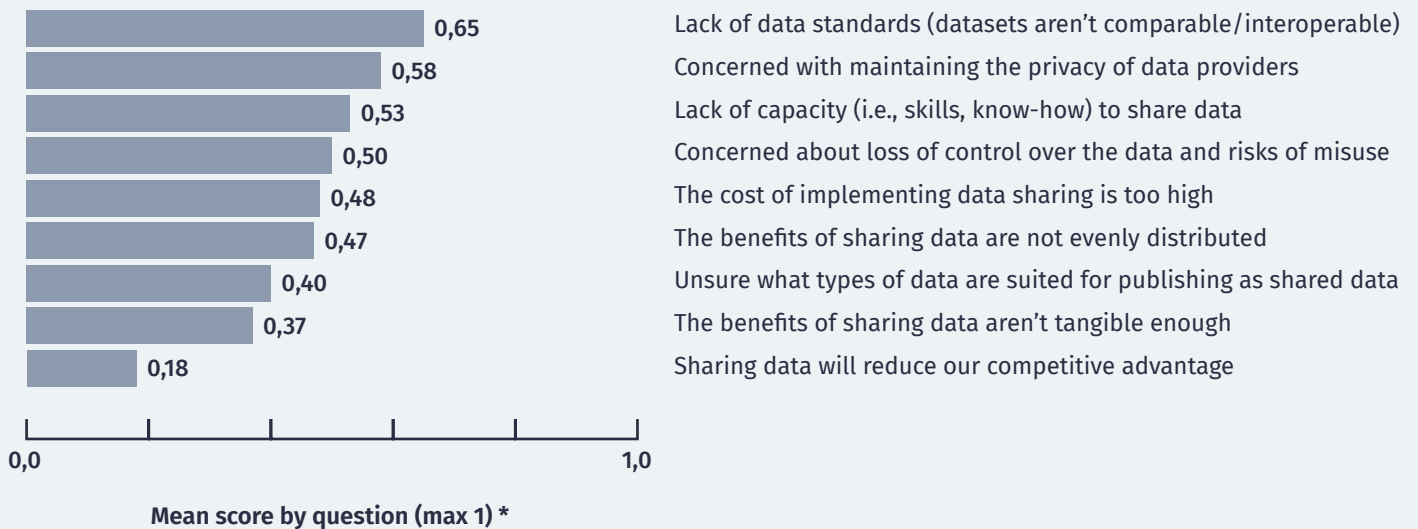 0,65 Lack of data standards (datasets aren’t comparable/interoperable)
0,58 Concerned with maintaining the privacy of data providers
0,53 Lack of capacity (i.e., skills, know-how) to share data
0,50 Concerned about loss of control over the data and risks of misuse
0,48 The cost of implementing data sharing is too high
0,47 The benefits of sharing data are not evenly distributed
0,40 Unsure what types of data are suited for publishing as shared data
0,37 The benefits of sharing data aren’t tangible enough
0,18 Sharing data will reduce our competitive advantage
0,0 1,0
Mean score by question (max 1) *